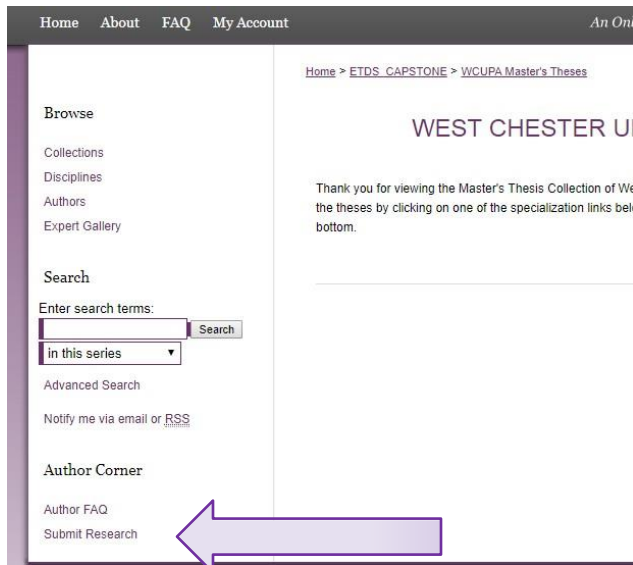 Home About FAQ My Account
An Onl
Home > ETDS_CAPSTONE > WCUPA Master's Theses
Browse
Collections
Disciplines
Authors
Expert Gallery
Search
Enter search terms:
Search
in this series
Advanced Search
Notify me via email or RSS
Author Corner
Author FAQ
Submit Research
WEST CHESTER
Thank you for viewing the Master's Thesis Collection of We
the theses by clicking on one of the specialization links bel
bottom.